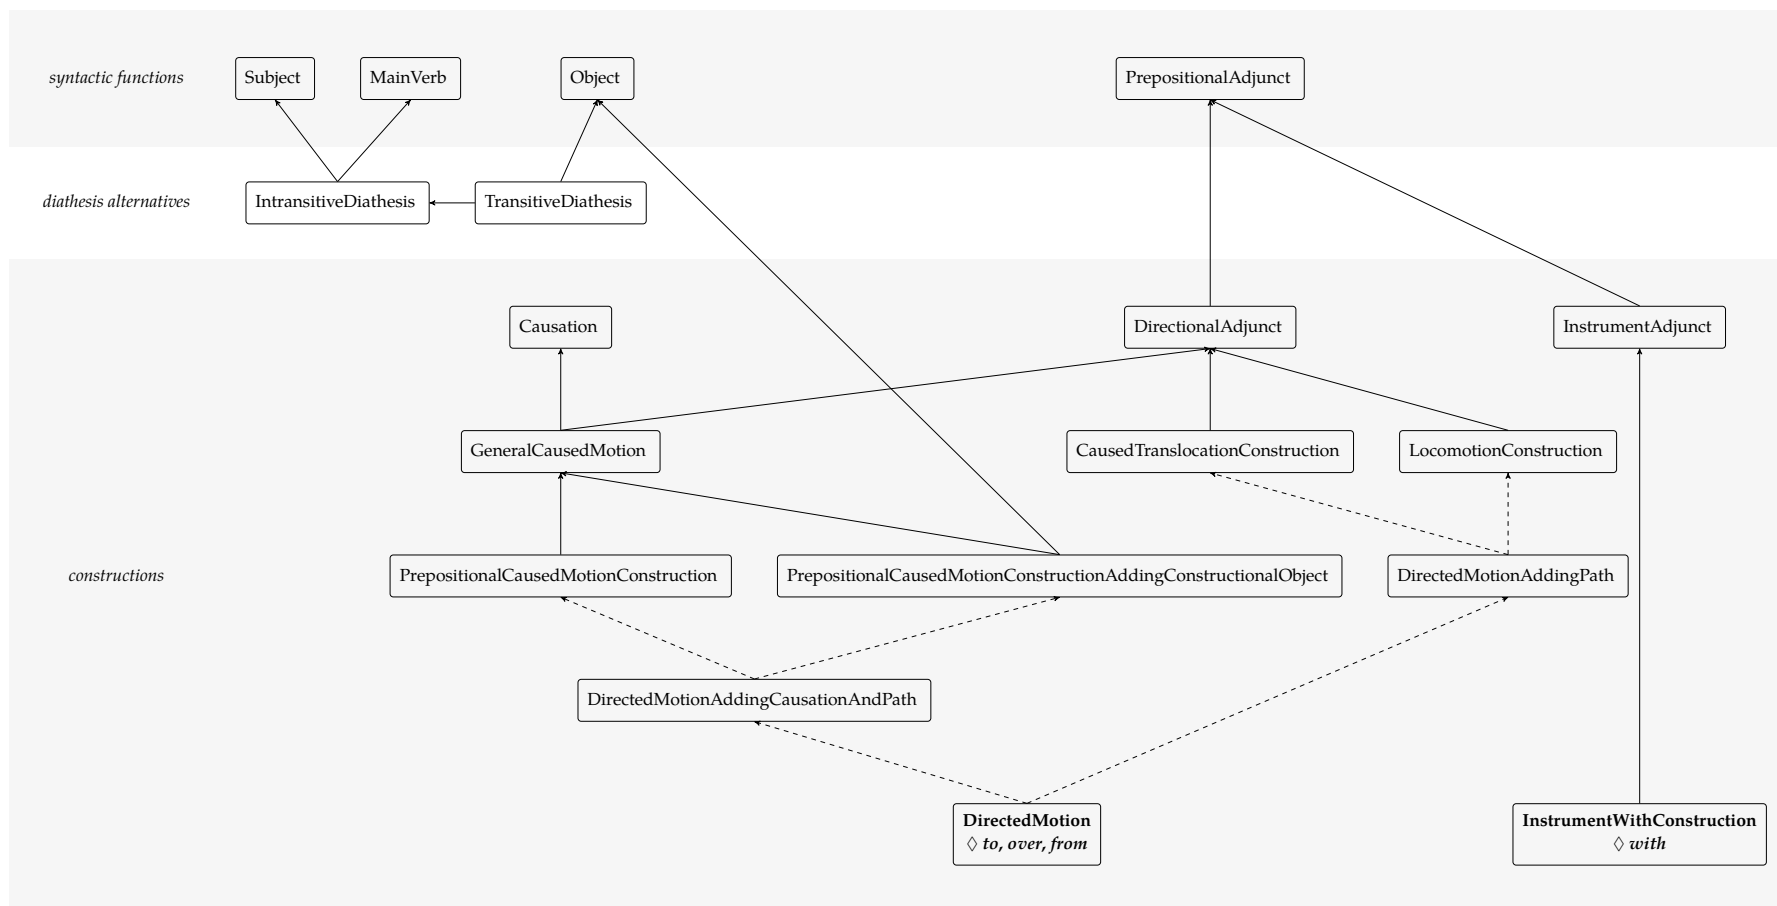 syntactic functions
Subject
MainVerb
Object
PrepositionalAdjunct
diathesis alternatives
IntransitiveDiathesis
TransitiveDiathesis
Causation
DirectionalAdjunct
InstrumentAdjunct
GeneralCausedMotion
CausedTranslocationConstruction
LocomotionConstruction
constructions
PrepositionalCausedMotionConstruction
PrepositionalCausedMotionConstructionAddingConstructionalObject
DirectedMotionAddingPath
DirectedMotionAddingCausationAndPath
DirectedMotion
◊ to, over, from
InstrumentWithConstruction
◊ with